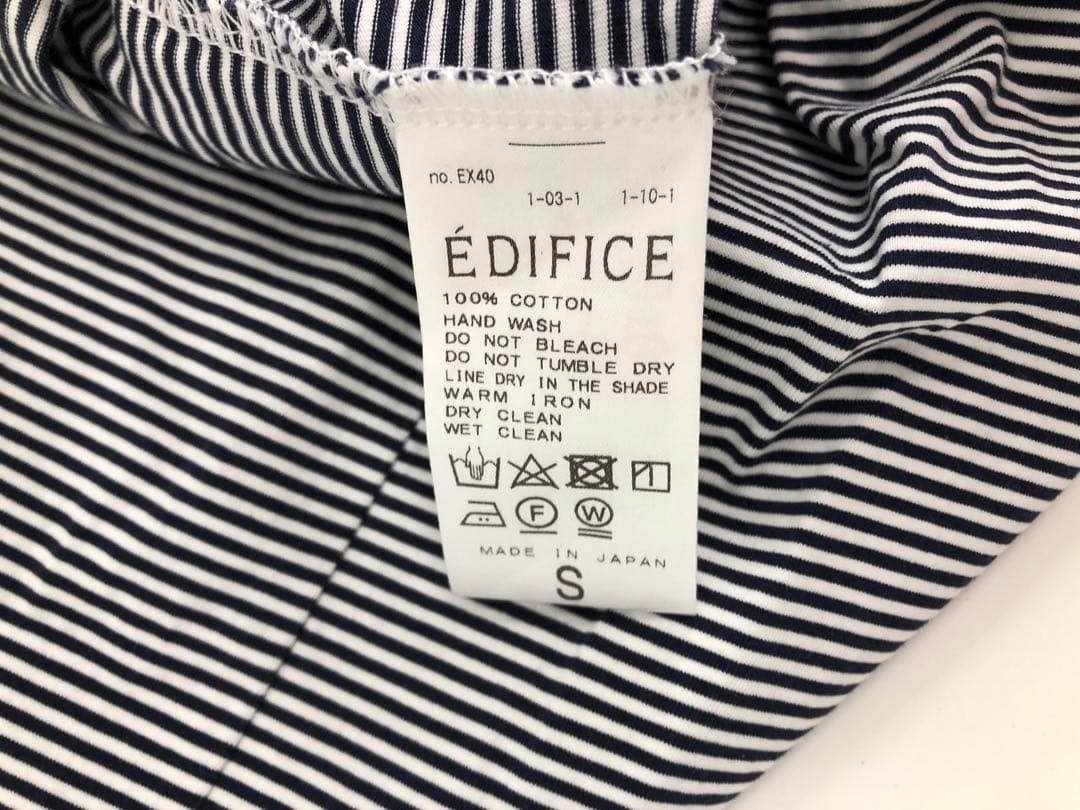 no. EX40
1-03-1 1-10-1
ÉDIFICE
100% COTTON
HAND WASH
DO NOT BLEACH
DO NOT TUMBLE DRY
LINE DRY IN THE SHADE
WARM IRON
DRY CLEAN
WET CLEAN
F W
MADE IN JAPAN
S